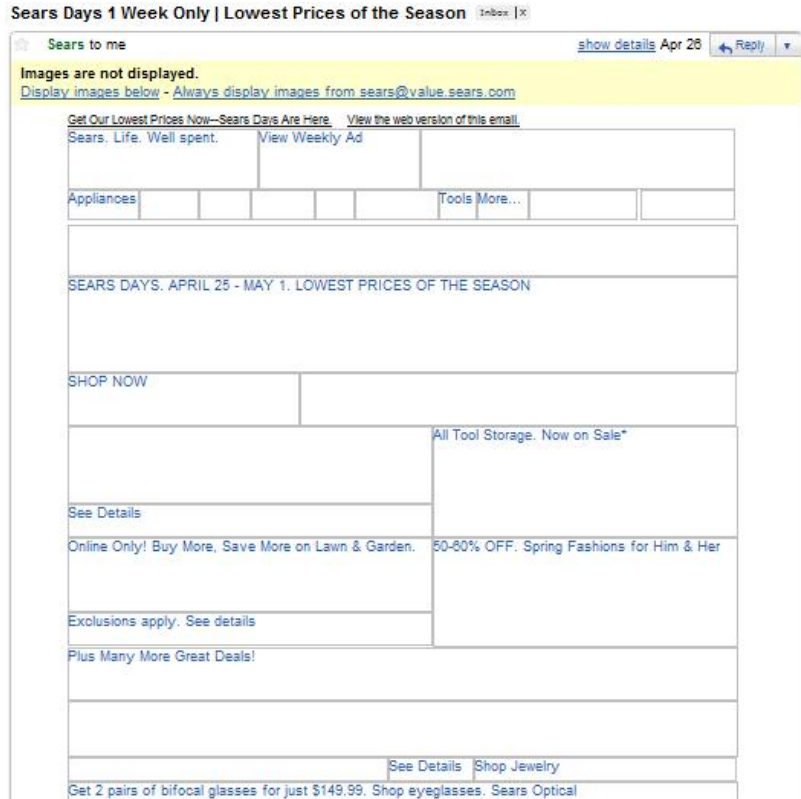 Sears Days 1 Week Only | Lowest Prices of the Season Inbox | X
Sears to me show details Apr 26 Reply
Images are not displayed.
Display images below - Always display images from sears@value.sears.com
Get Our Lowest Prices Now--Sears Days Are Here. View the web version of this email.
Sears. Life. Well spent. View Weekly Ad
Appliances Tools More...
SEARS DAYS. APRIL 25 - MAY 1. LOWEST PRICES OF THE SEASON
SHOP NOW
All Tool Storage. Now on Sale*
See Details
Online Only! Buy More, Save More on Lawn & Garden. 50-60% OFF. Spring Fashions for Him & Her
Exclusions apply. See details
Plus Many More Great Deals!
See Details Shop Jewelry
Get 2 pairs of bifocal glasses for just $149.99. Shop eyeglasses. Sears Optical